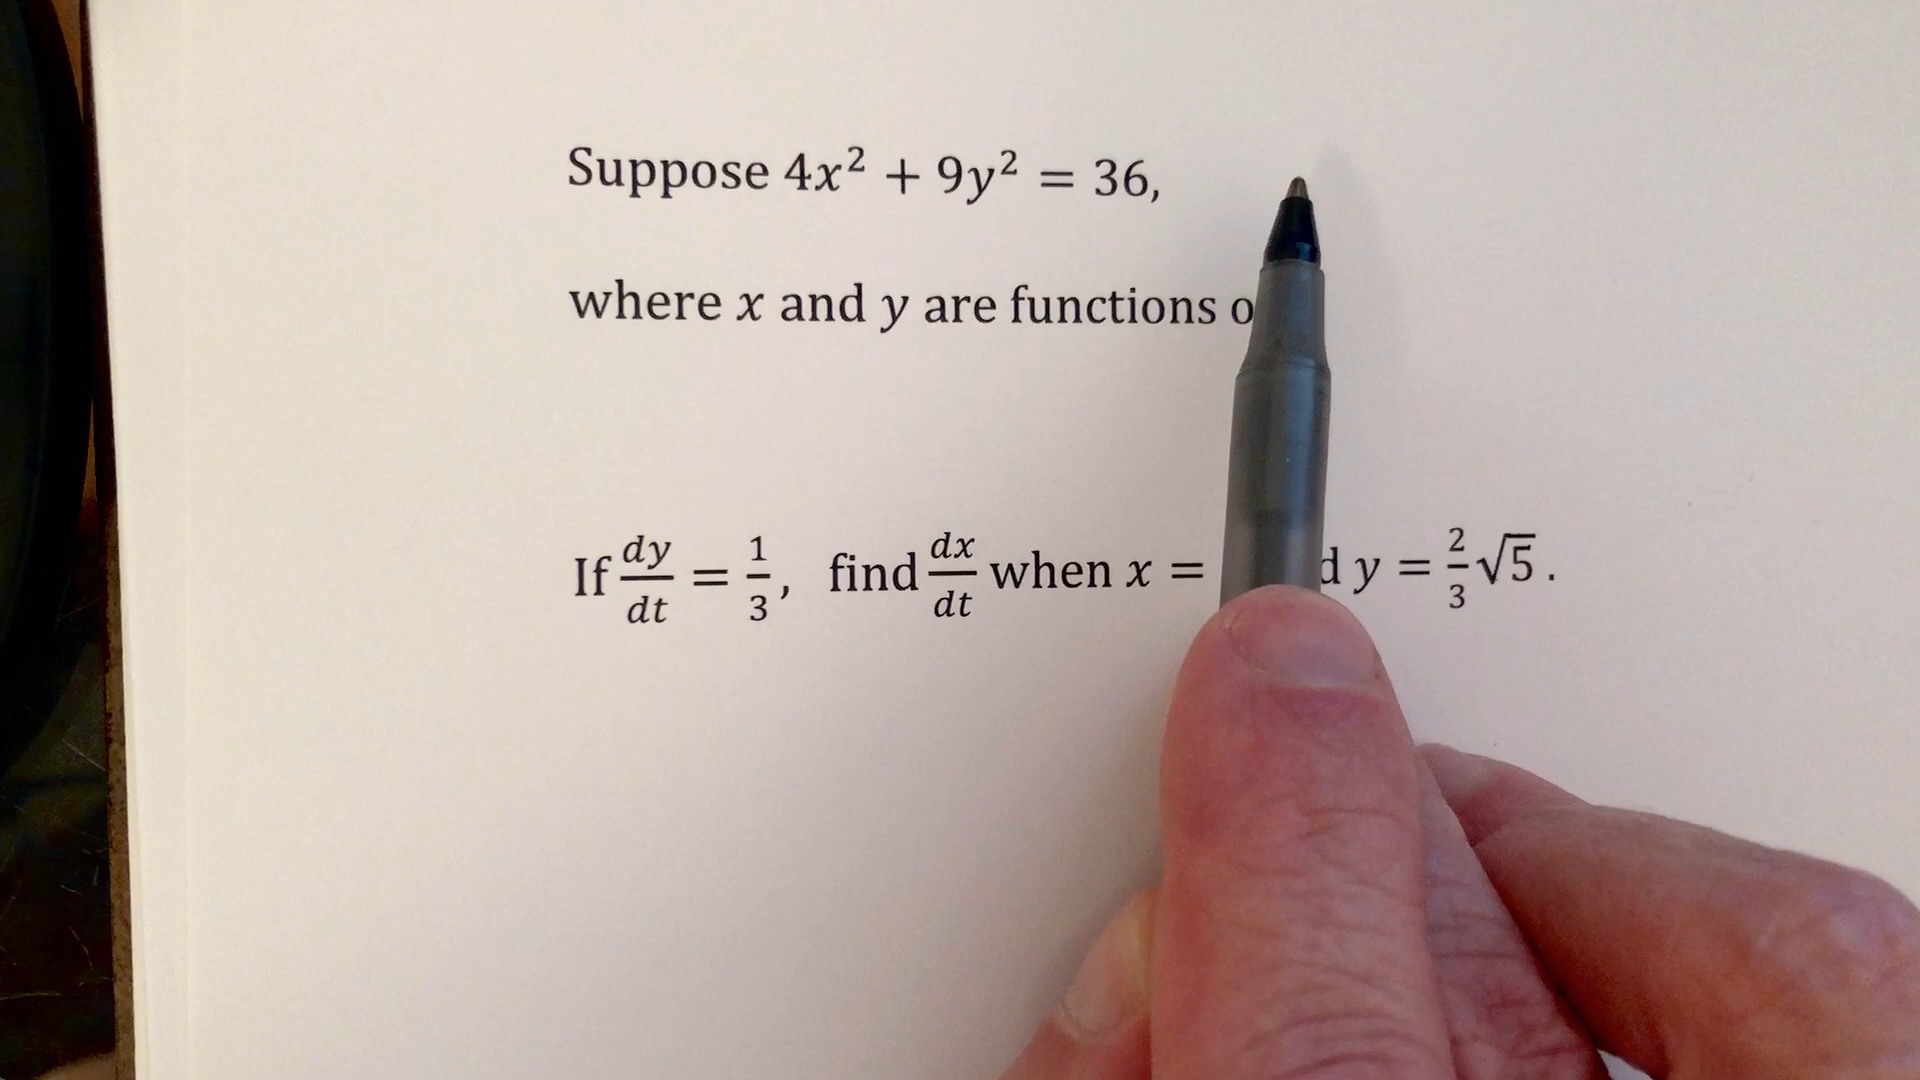 Suppose 4x² + 9y² = 36,
where x and y are functions o
If dy/dt = 1/3, find dx/dt when x = d y = 2/3 √5 .